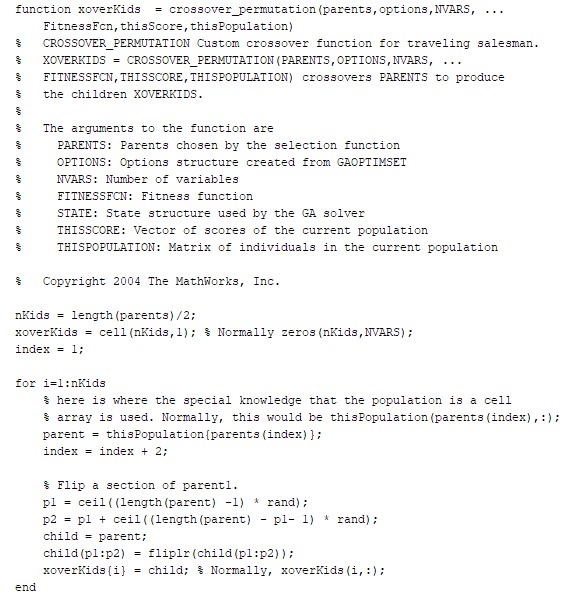 function xoverKids  = crossover_permutation(parents,options,NVARS, ...
    FitnessFcn,thisScore,thisPopulation)
%   CROSSOVER_PERMUTATION Custom crossover function for traveling salesman.
%   XOVERKIDS = CROSSOVER_PERMUTATION(PARENTS,OPTIONS,NVARS, ...
%   FITNESSFCN,THISSCORE,THISPOPULATION) crossovers PARENTS to produce
%   the children XOVERKIDS.
%
%   The arguments to the function are
%     PARENTS: Parents chosen by the selection function
%     OPTIONS: Options structure created from GAOPTIMSET
%     NVARS: Number of variables
%     FITNESSFCN: Fitness function
%     STATE: State structure used by the GA solver
%     THISSCORE: Vector of scores of the current population
%     THISPOPULATION: Matrix of individuals in the current population
%   Copyright 2004 The MathWorks, Inc.
nKids = length(parents)/2;
xoverKids = cell(nKids,1); % Normally zeros(nKids,NVARS);
index = 1;
for i=1:nKids
    % here is where the special knowledge that the population is a cell
    % array is used. Normally, this would be thisPopulation(parents(index),:);
    parent = thisPopulation{parents(index)};
    index = index + 2;
    % Flip a section of parent1.
    p1 = ceil((length(parent) -1) * rand);
    p2 = p1 + ceil((length(parent) - p1- 1) * rand);
    child = parent;
    child(p1:p2) = fliplr(child(p1:p2));
    xoverKids{i} = child; % Normally, xoverKids(i,:);
end